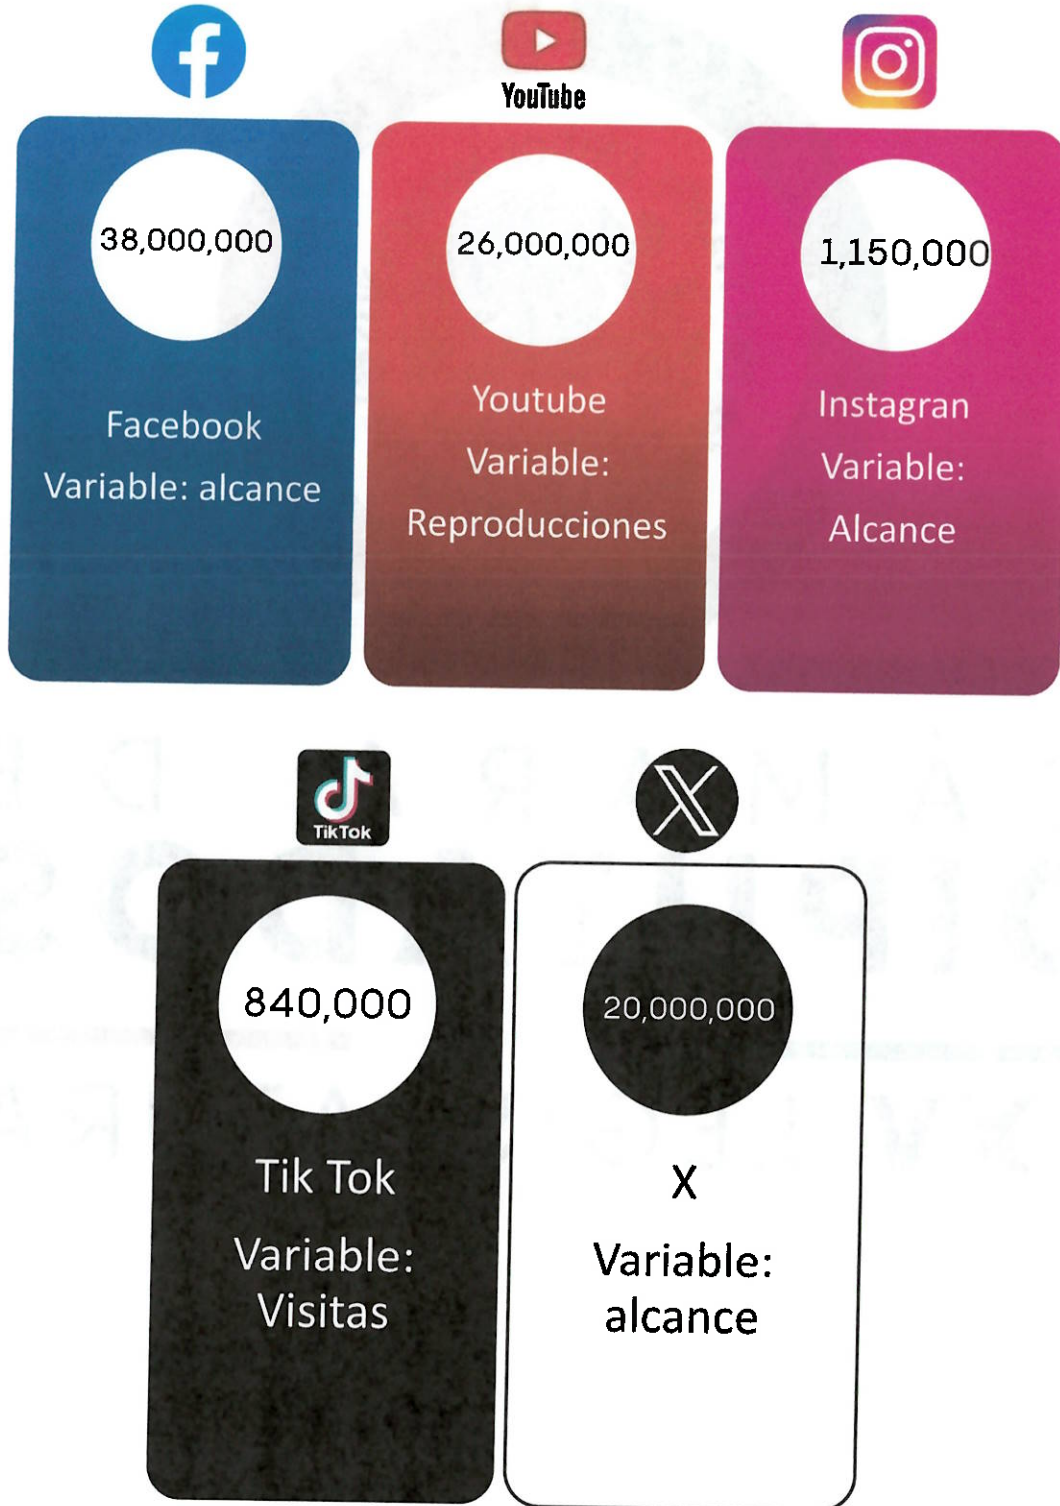 YouTube
38,000,000
Facebook
Variable: alcance
26,000,000
Youtube
Variable:
Reproducciones
1,150,000
Instagran
Variable:
Alcance
TikTok
840,000
Tik Tok
Variable:
Visitas
20,000,000
X
Variable:
alcance